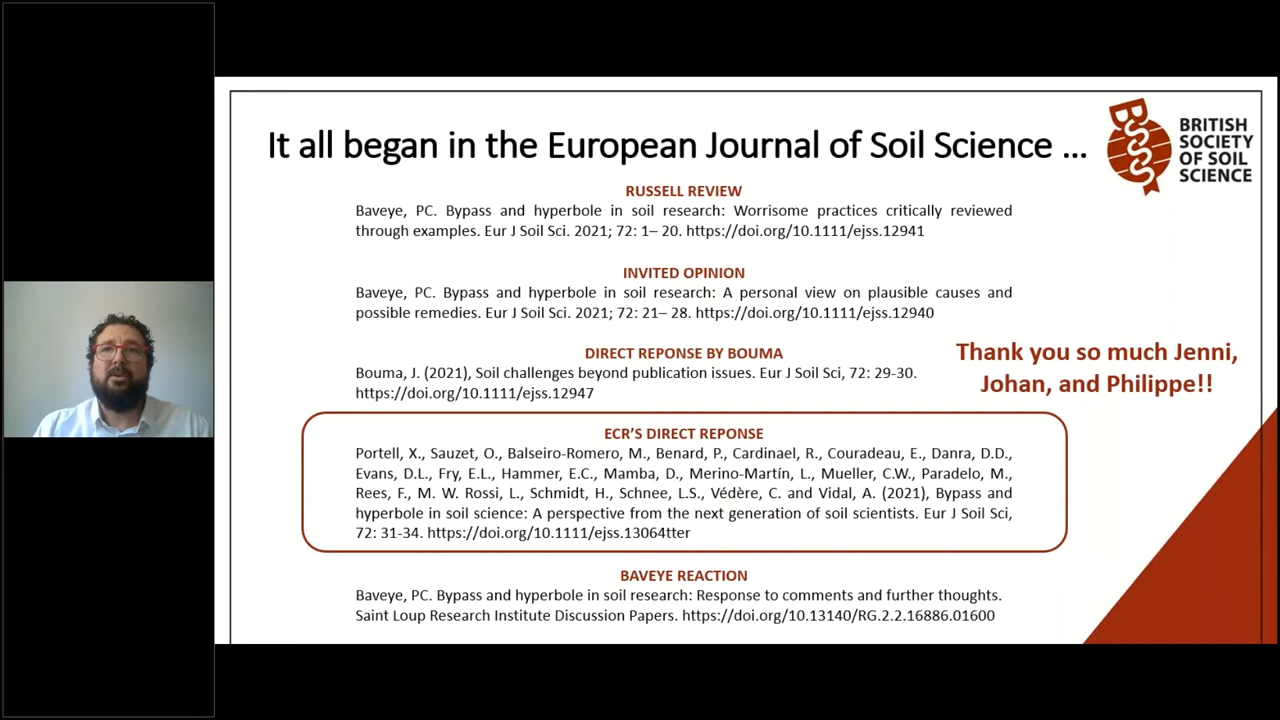 It all began in the European Journal of Soil Science ...
BSSS
BRITISH
SOCIETY
OF SOIL
SCIENCE
RUSSELL REVIEW
Baveye, PC. Bypass and hyperbole in soil research: Worrisome practices critically reviewed
through examples. Eur J Soil Sci. 2021; 72: 1– 20. https://doi.org/10.1111/ejss.12941
INVITED OPINION
Baveye, PC. Bypass and hyperbole in soil research: A personal view on plausible causes and
possible remedies. Eur J Soil Sci. 2021; 72: 21– 28. https://doi.org/10.1111/ejss.12940
DIRECT REPONSE BY BOUMA
Bouma, J. (2021), Soil challenges beyond publication issues. Eur J Soil Sci, 72: 29-30.
https://doi.org/10.1111/ejss.12947
Thank you so much Jenni,
Johan, and Philippe!!
ECR'S DIRECT REPONSE
Portell, X., Sauzet, O., Balseiro-Romero, M., Benard, P., Cardinael, R., Couradeau, E., Danra, D.D.,
Evans, D.L., Fry, E.L., Hammer, E.C., Mamba, D., Merino-Martín, L., Mueller, C.W., Paradelo, M.,
Rees, F., M. W. Rossi, L., Schmidt, H., Schnee, L.S., Védère, C. and Vidal, A. (2021), Bypass and
hyperbole in soil science: A perspective from the next generation of soil scientists. Eur J Soil Sci,
72: 31-34. https://doi.org/10.1111/ejss.13064tter
BAVEYE REACTION
Baveye, PC. Bypass and hyperbole in soil research: Response to comments and further thoughts.
Saint Loup Research Institute Discussion Papers. https://doi.org/10.13140/RG.2.2.16886.01600